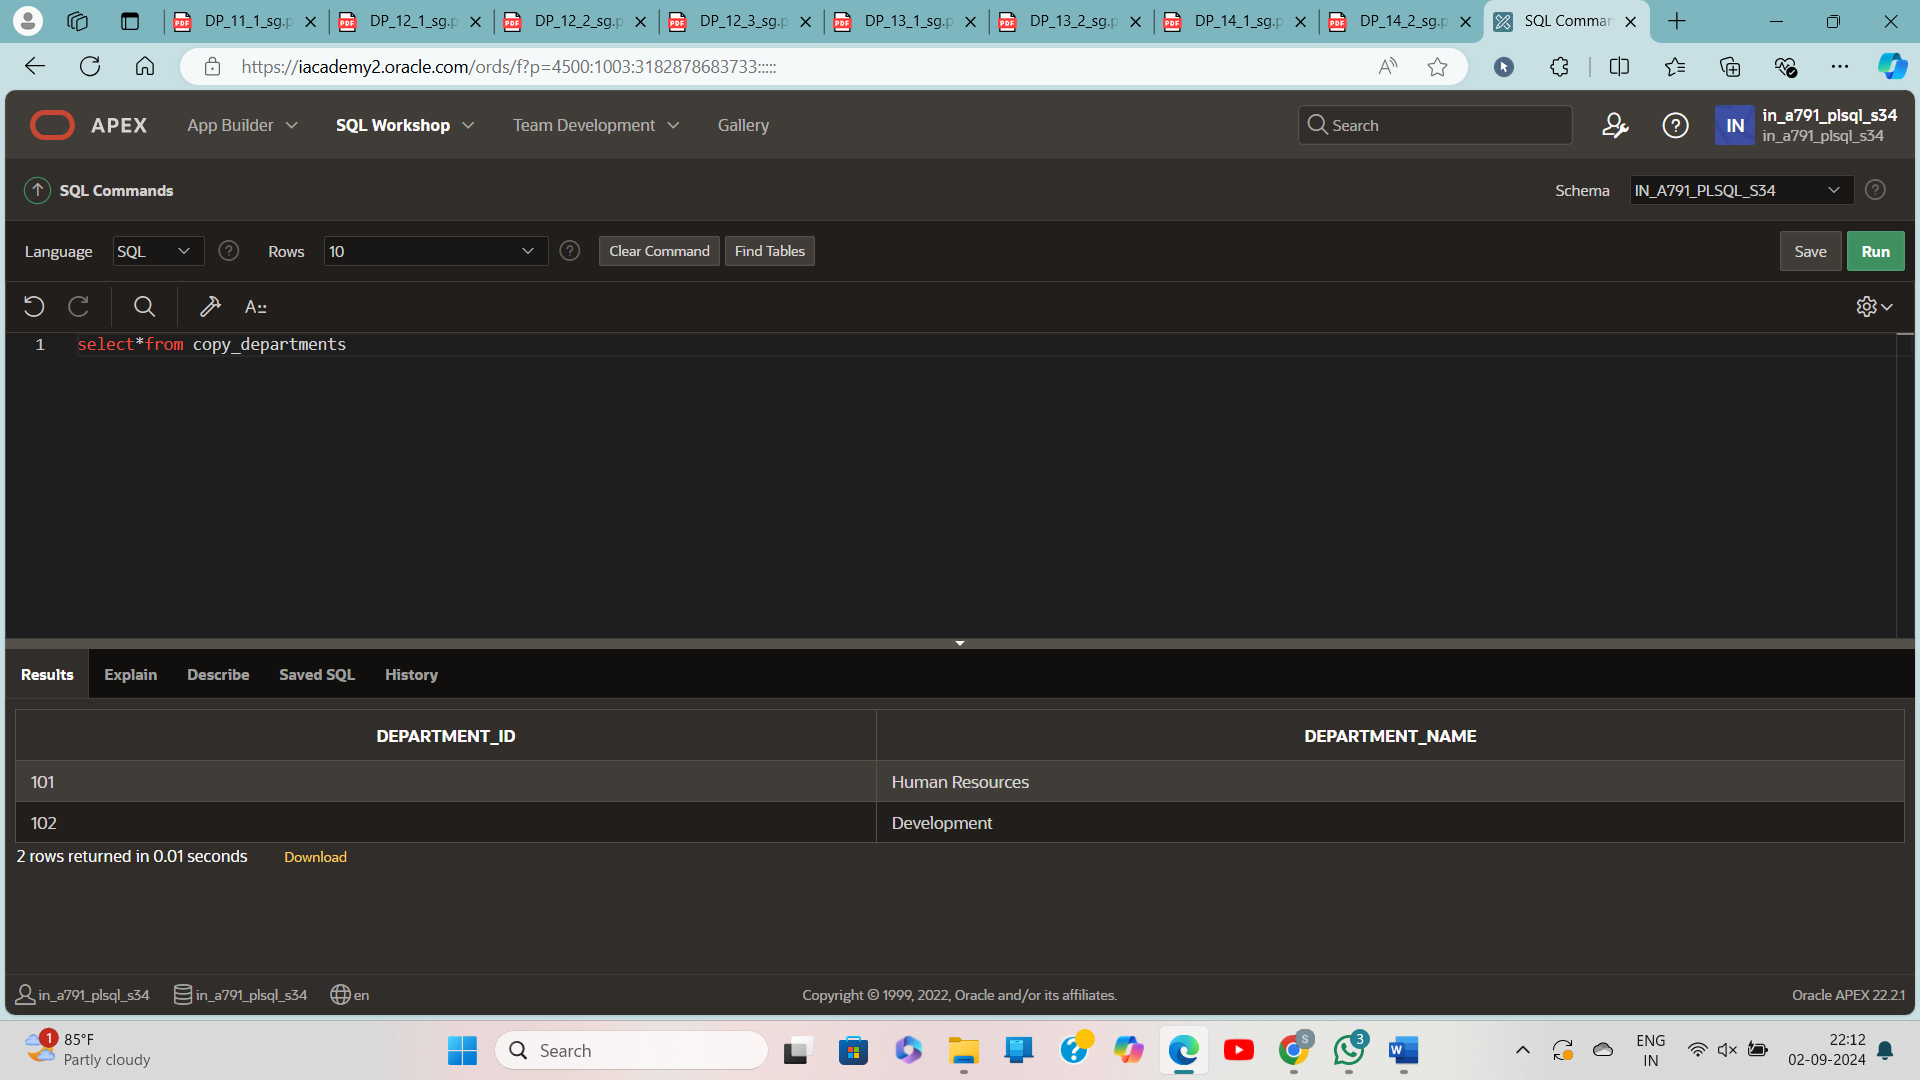 DP_11_1_sg.p
DP_12_1_sg.p
DP_12_2_sg.p
DP_12_3_sg.p
DP_13_1_sg.p
DP_13_2_sg.p
DP_14_1_sg.p
DP_14_2_sg.p
SQL Comman
https://iacademy2.oracle.com/ords/f?p=4500:1003:3182878683733:::::
APEX
App Builder
SQL Workshop
Team Development
Gallery
Search
IN
in_a791_plsql_s34
in_a791_plsql_s34
SQL Commands
Schema
IN_A791_PLSQL_S34
Language
SQL
Rows
10
Clear Command
Find Tables
Save
Run
1 select*from copy_departments
Results
Explain
Describe
Saved SQL
History
DEPARTMENT_ID DEPARTMENT_NAME
101 Human Resources
102 Development
2 rows returned in 0.01 seconds
Download
in_a791_plsql_s34
in_a791_plsql_s34
en
Copyright © 1999, 2022, Oracle and/or its affiliates.
Oracle APEX 22.2.1
1
85°F
Partly cloudy
Search
S
3
W
ENG
IN
22:12
02-09-2024